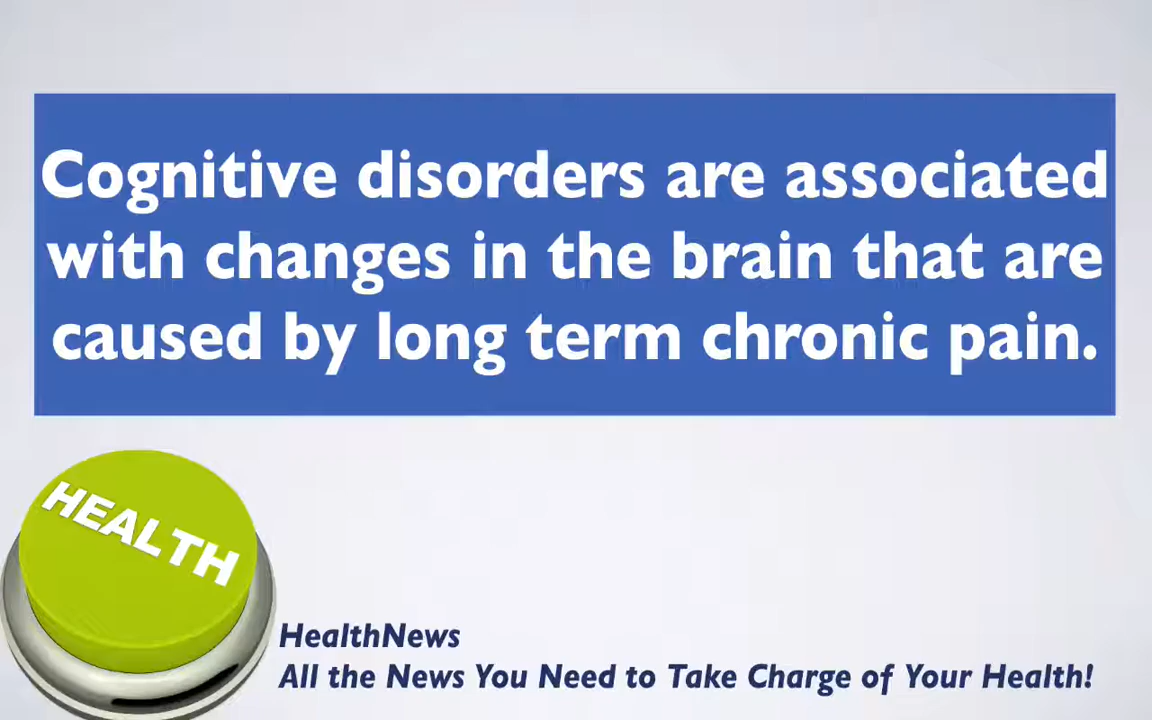 Cognitive disorders are associated
with changes in the brain that are
caused by long term chronic pain.
HEALTH
HealthNews
All the News You Need to Take Charge of Your Health!